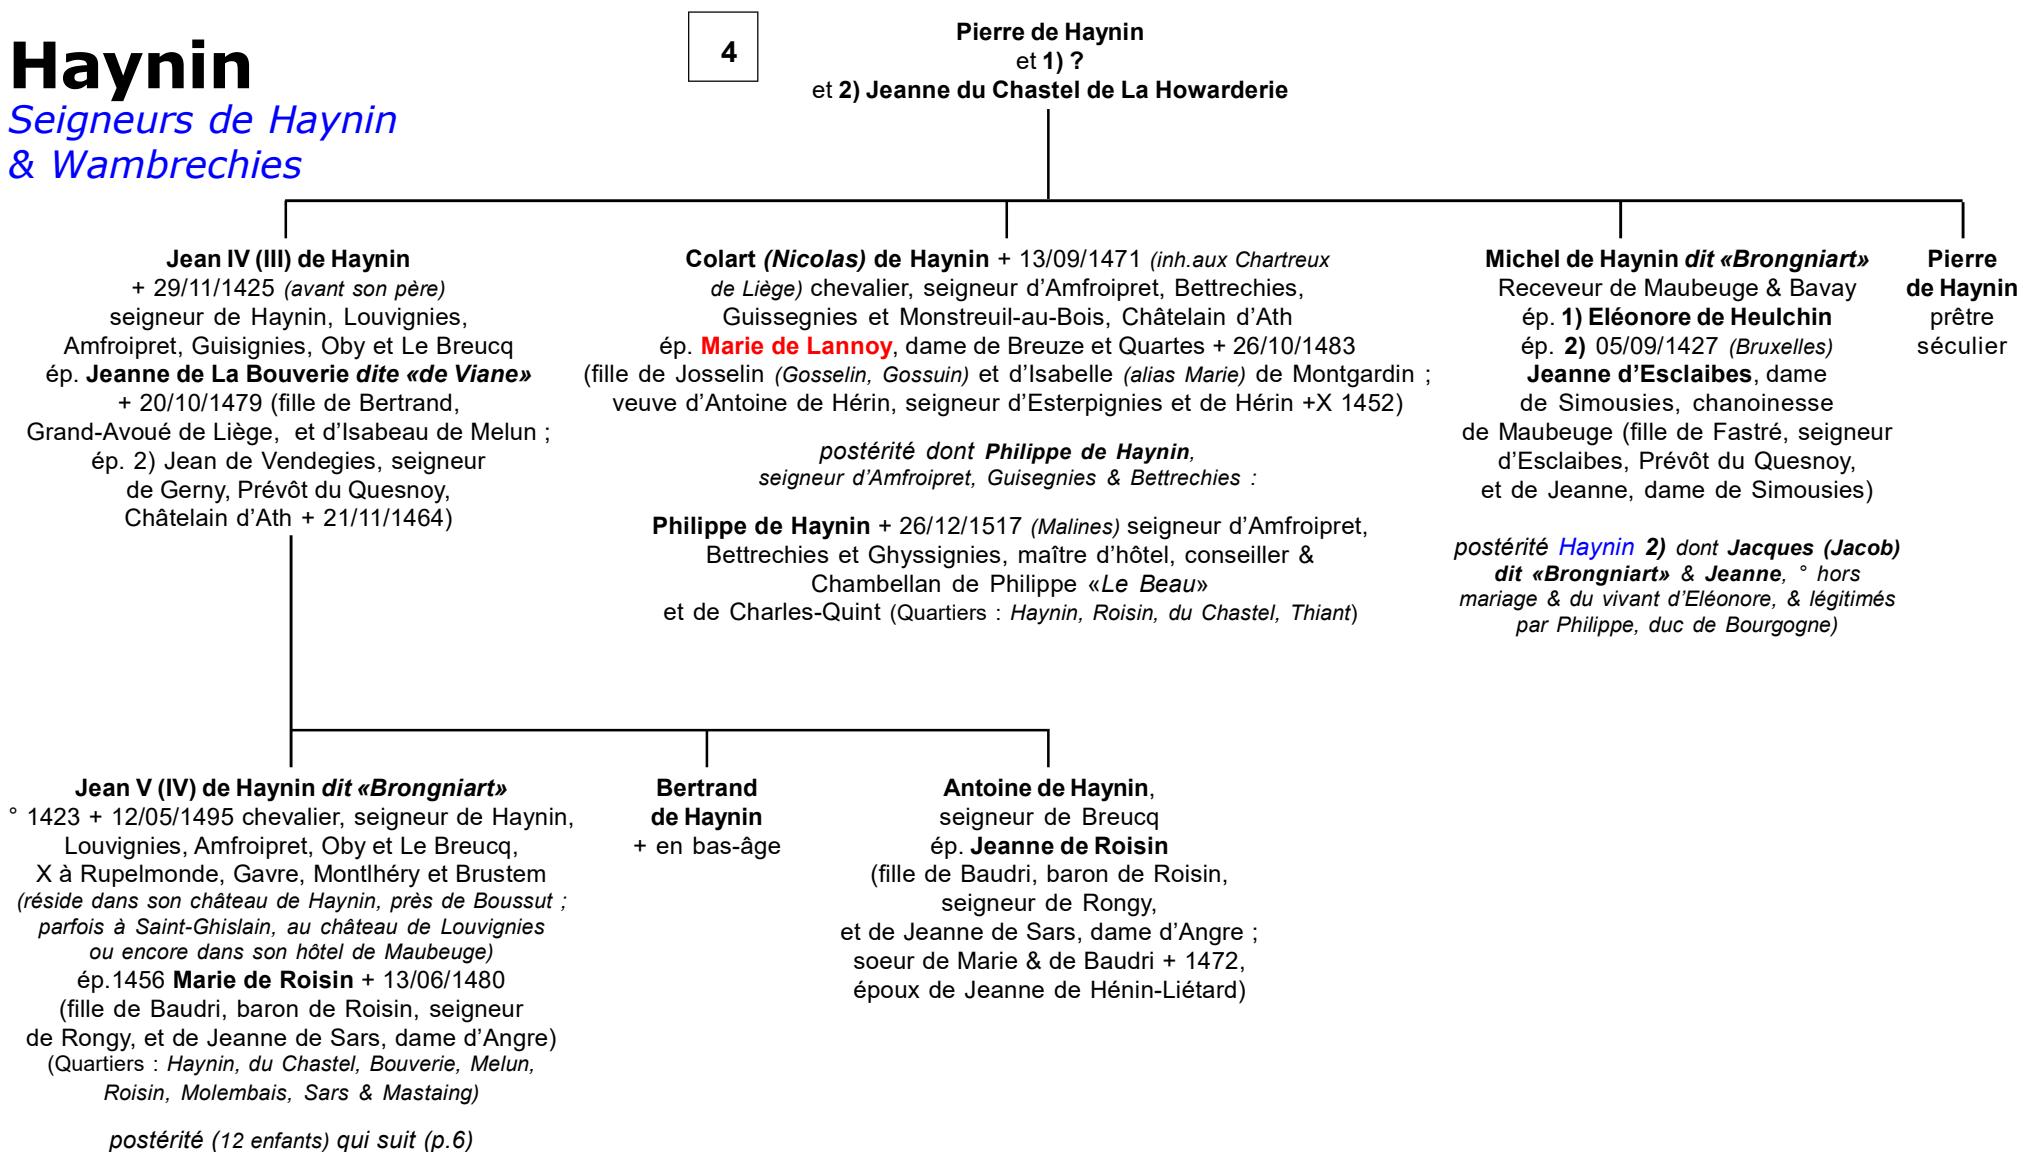 Haynin
Seigneurs de Haynin
& Wambrechies
4
Pierre de Haynin
et 1) ?
et 2) Jeanne du Chastel de La Howarderie
Jean IV (III) de Haynin
+ 29/11/1425 (avant son père)
seigneur de Haynin, Louvignies,
Amfroipret, Guisignies, Oby et Le Breucq
ép. Jeanne de La Bouverie dite «de Viane»
+ 20/10/1479 (fille de Bertrand,
Grand-Avoué de Liège, et d'Isabeau de Melun ;
ép. 2) Jean de Vendegies, seigneur
de Gerny, Prévôt du Quesnoy,
Châtelain d'Ath + 21/11/1464)
Colart (Nicolas) de Haynin + 13/09/1471 (inh.aux Chartreux
de Liège) chevalier, seigneur d'Amfroipret, Bettrechies,
Guissegnies et Monstreuil-au-Bois, Châtelain d'Ath
ép. Marie de Lannoy, dame de Breuze et Quartes + 26/10/1483
(fille de Josselin (Gosselin, Gossuin) et d'Isabelle (alias Marie) de Montgardin ;
veuve d'Antoine de Hérin, seigneur d'Esterpignies et de Hérin +X 1452)
postérité dont Philippe de Haynin,
seigneur d'Amfroipret, Guisegnies & Bettrechies :
Philippe de Haynin + 26/12/1517 (Malines) seigneur d'Amfroipret,
Bettrechies et Ghyssignies, maître d'hôtel, conseiller &
Chambellan de Philippe «Le Beau»
et de Charles-Quint (Quartiers : Haynin, Roisin, du Chastel, Thiant)
Michel de Haynin dit «Brongniart»
Receveur de Maubeuge & Bavay
ép. 1) Eléonore de Heulchin
ép. 2) 05/09/1427 (Bruxelles)
Jeanne d'Esclaibes, dame
de Simousies, chanoinesse
de Maubeuge (fille de Fastré, seigneur
d'Esclaibes, Prévôt du Quesnoy,
et de Jeanne, dame de Simousies)
postérité Haynin 2) dont Jacques (Jacob)
dit «Brongniart» & Jeanne, ° hors
mariage & du vivant d'Eléonore, & légitimés
par Philippe, duc de Bourgogne)
Pierre
de Haynin
prêtre
séculier
Jean V (IV) de Haynin dit «Brongniart»
° 1423 + 12/05/1495 chevalier, seigneur de Haynin,
Louvignies, Amfroipret, Oby et Le Breucq,
X à Rupelmonde, Gavre, Montlhéry et Brustem
(réside dans son château de Haynin, près de Boussut ;
parfois à Saint-Ghislain, au château de Louvignies
ou encore dans son hôtel de Maubeuge)
ép.1456 Marie de Roisin + 13/06/1480
(fille de Baudri, baron de Roisin, seigneur
de Rongy, et de Jeanne de Sars, dame d'Angre)
(Quartiers : Haynin, du Chastel, Bouverie, Melun,
Roisin, Molembais, Sars & Mastaing)
postérité (12 enfants) qui suit (p.6)
Bertrand
de Haynin
+ en bas-âge
Antoine de Haynin,
seigneur de Breucq
ép. Jeanne de Roisin
(fille de Baudri, baron de Roisin,
seigneur de Rongy,
et de Jeanne de Sars, dame d'Angre ;
soeur de Marie & de Baudri + 1472,
époux de Jeanne de Hénin-Liétard)